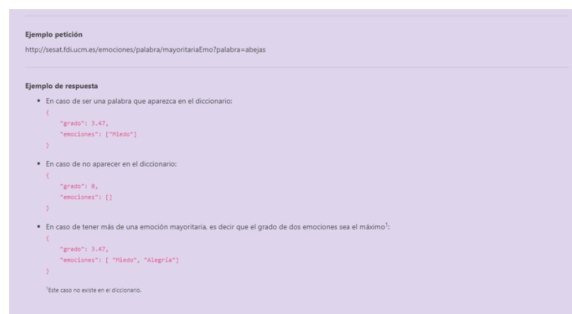 Ejemplo petición
http://sesat.fdi.ucm.es/emociones/palabra/mayoritariaEmo?palabra=abejas
Ejemplo de respuesta
• En caso de ser una palabra que aparezca en el diccionario:
{
"grado": 3.47,
"emociones": ["Miedo"]
}
• En caso de no aparecer en el diccionario:
{
"grado": 0,
"emociones": []
}
• En caso de tener más de una emoción mayoritaria, es decir que el grado de dos emociones sea el máximo¹:
{
"grado": 3.47,
"emociones": [ "Miedo", "Alegría"]
}
¹Este caso no existe en el diccionario.